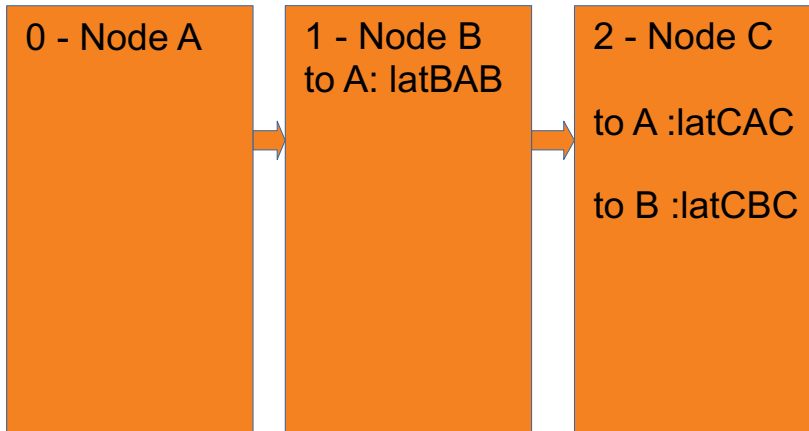 0 - Node A
1 - Node B
to A: latBAB
2 - Node C
to A :latCAC
to B :latCBC